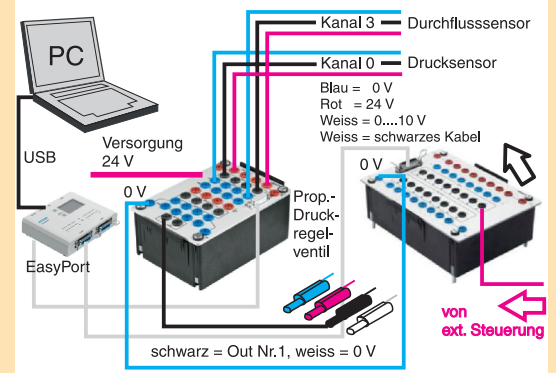 PC
Kanal 3
Durchflusssensor
Kanal 0
Drucksensor
Blau = 0 V
Rot = 24 V
Weiss = 0....10 V
Weiss = schwarzes Kabel
USB
Versorgung
24 V
0 V
0 V
Prop.-
Druck-
regel-
ventil
EasyPort
von
ext. Steuerung
schwarz = Out Nr.1, weiss = 0 V